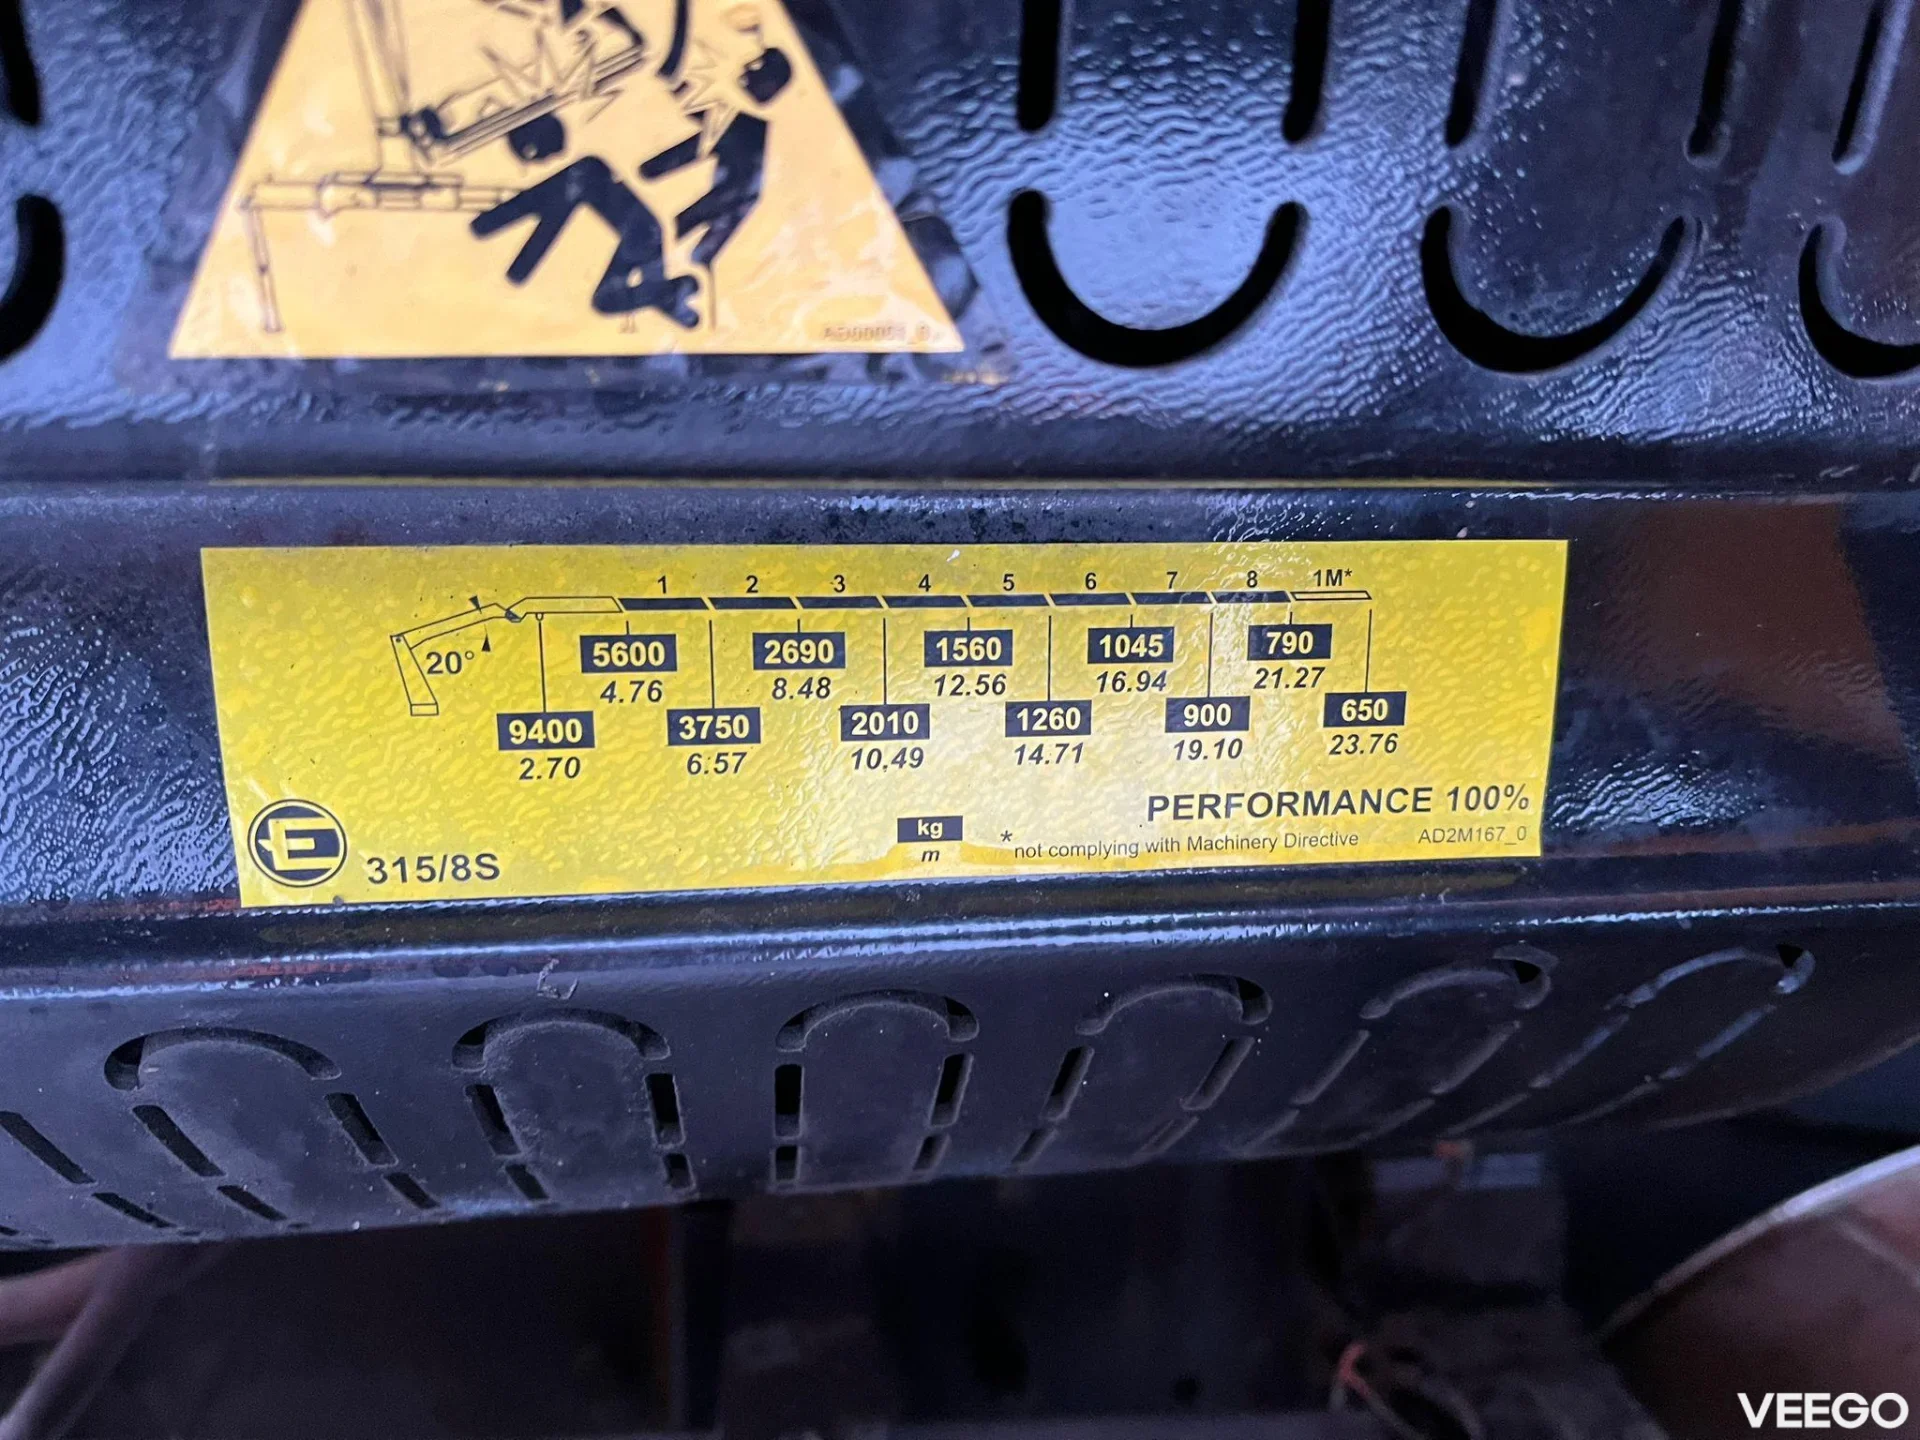 1 2 3 4 5 6 7 8 1M*
20°
5600 2690 1560 1045 790
4.76 8.48 12.56 16.94 21.27
9400 3750 2010 1260 900 650
2.70 6.57 10.49 14.71 19.10 23.76
PERFORMANCE 100%
kg
m
* not complying with Machinery Directive
AD2M167_0
E 315/8S
VEEGO